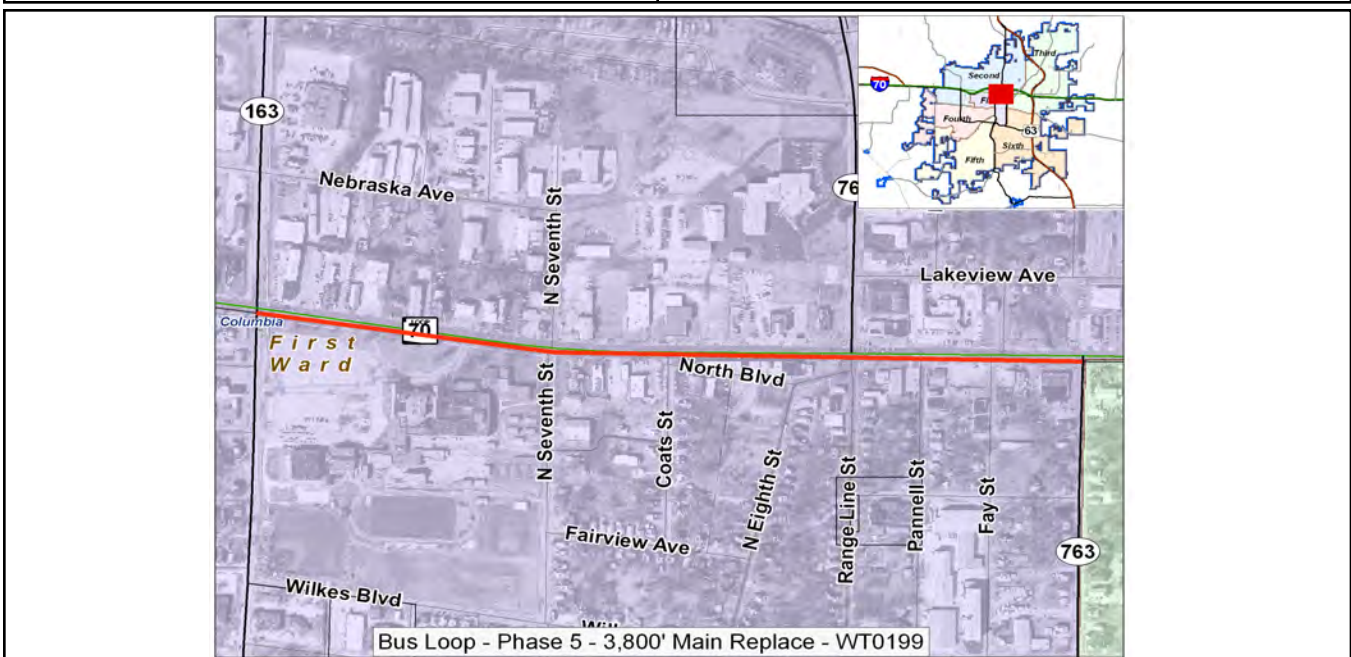 Third
Second
70
Fourth
63
Sixth
Fifth
163
Nebraska Ave
N Seventh St
76
Lakeview Ave
Columbia
First
Ward
70
North Blvd
N Seventh St
Coats St
N Eighth St
Range Line St
Pannell St
Fay St
Fairview Ave
763
Wilkes Blvd
Bus Loop - Phase 5 - 3,800' Main Replace - WT0199